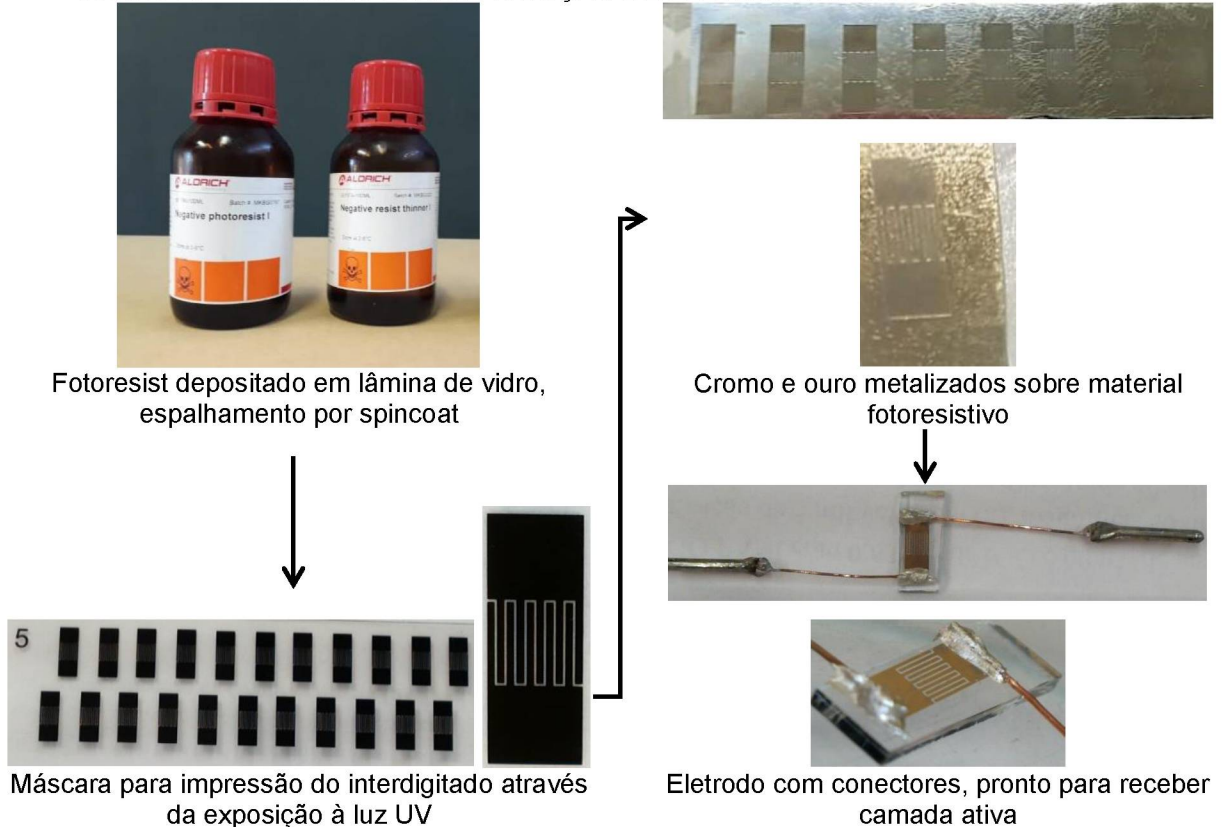 ALDRICH
Negative photoresist I
ALDRICH
Negative resist thinner I
Fotoresist depositado em lâmina de vidro,
espalhamento por spincoat
5
Máscara para impressão do interdigitado através
da exposição à luz UV
Cromo e ouro metalizados sobre material
fotoresistivo
Eletrodo com conectores, pronto para receber
camada ativa